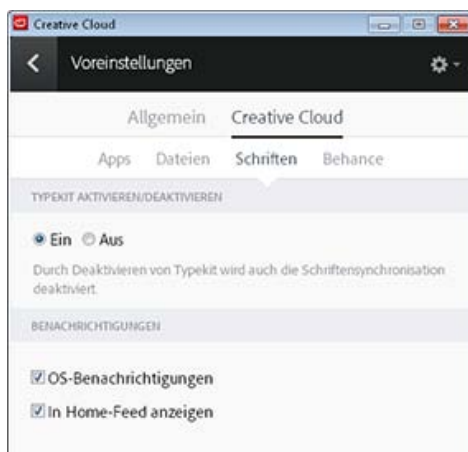 Creative Cloud
Voreinstellungen
Allgemein Creative Cloud
Apps Dateien Schriften Behance
TYPEKIT AKTIVIEREN/DEAKTIVIEREN
Ein Aus
Durch Deaktivieren von Typekit wird auch die Schriftensynchronisation
deaktiviert.
BENACHRICHTIGUNGEN
OS-Benachrichtigungen
In Home-Feed anzeigen